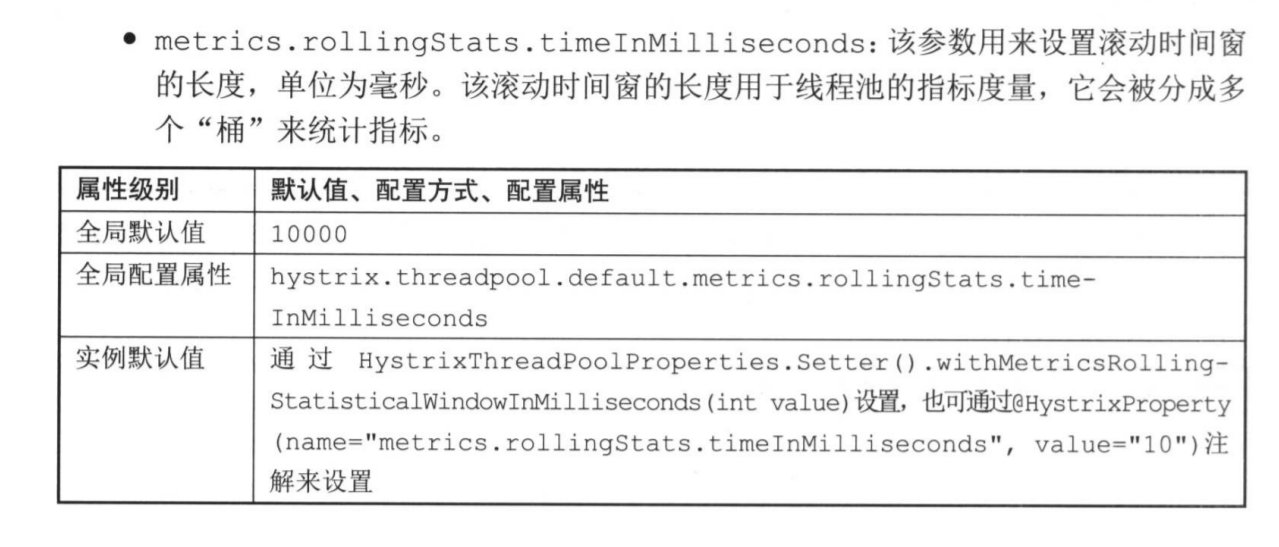 ● metrics.rollingStats.timeInMilliseconds:该参数用来设置滚动时间窗
的长度，单位为毫秒。该滚动时间窗的长度用于线程池的指标度量，它会被分成多
个“桶”来统计指标。
属性级别 默认值、配置方式、配置属性
全局默认值 10000
全局配置属性 hystrix.threadpool.default.metrics.rollingStats.time-
InMilliseconds
实例默认值 通过 HystrixThreadPoolProperties.Setter().withMetricsRolling-
StatisticalWindowInMilliseconds(int value)设置，也可通过@HystrixProperty
(name="metrics.rollingStats.timeInMilliseconds", value="10")注
解来设置